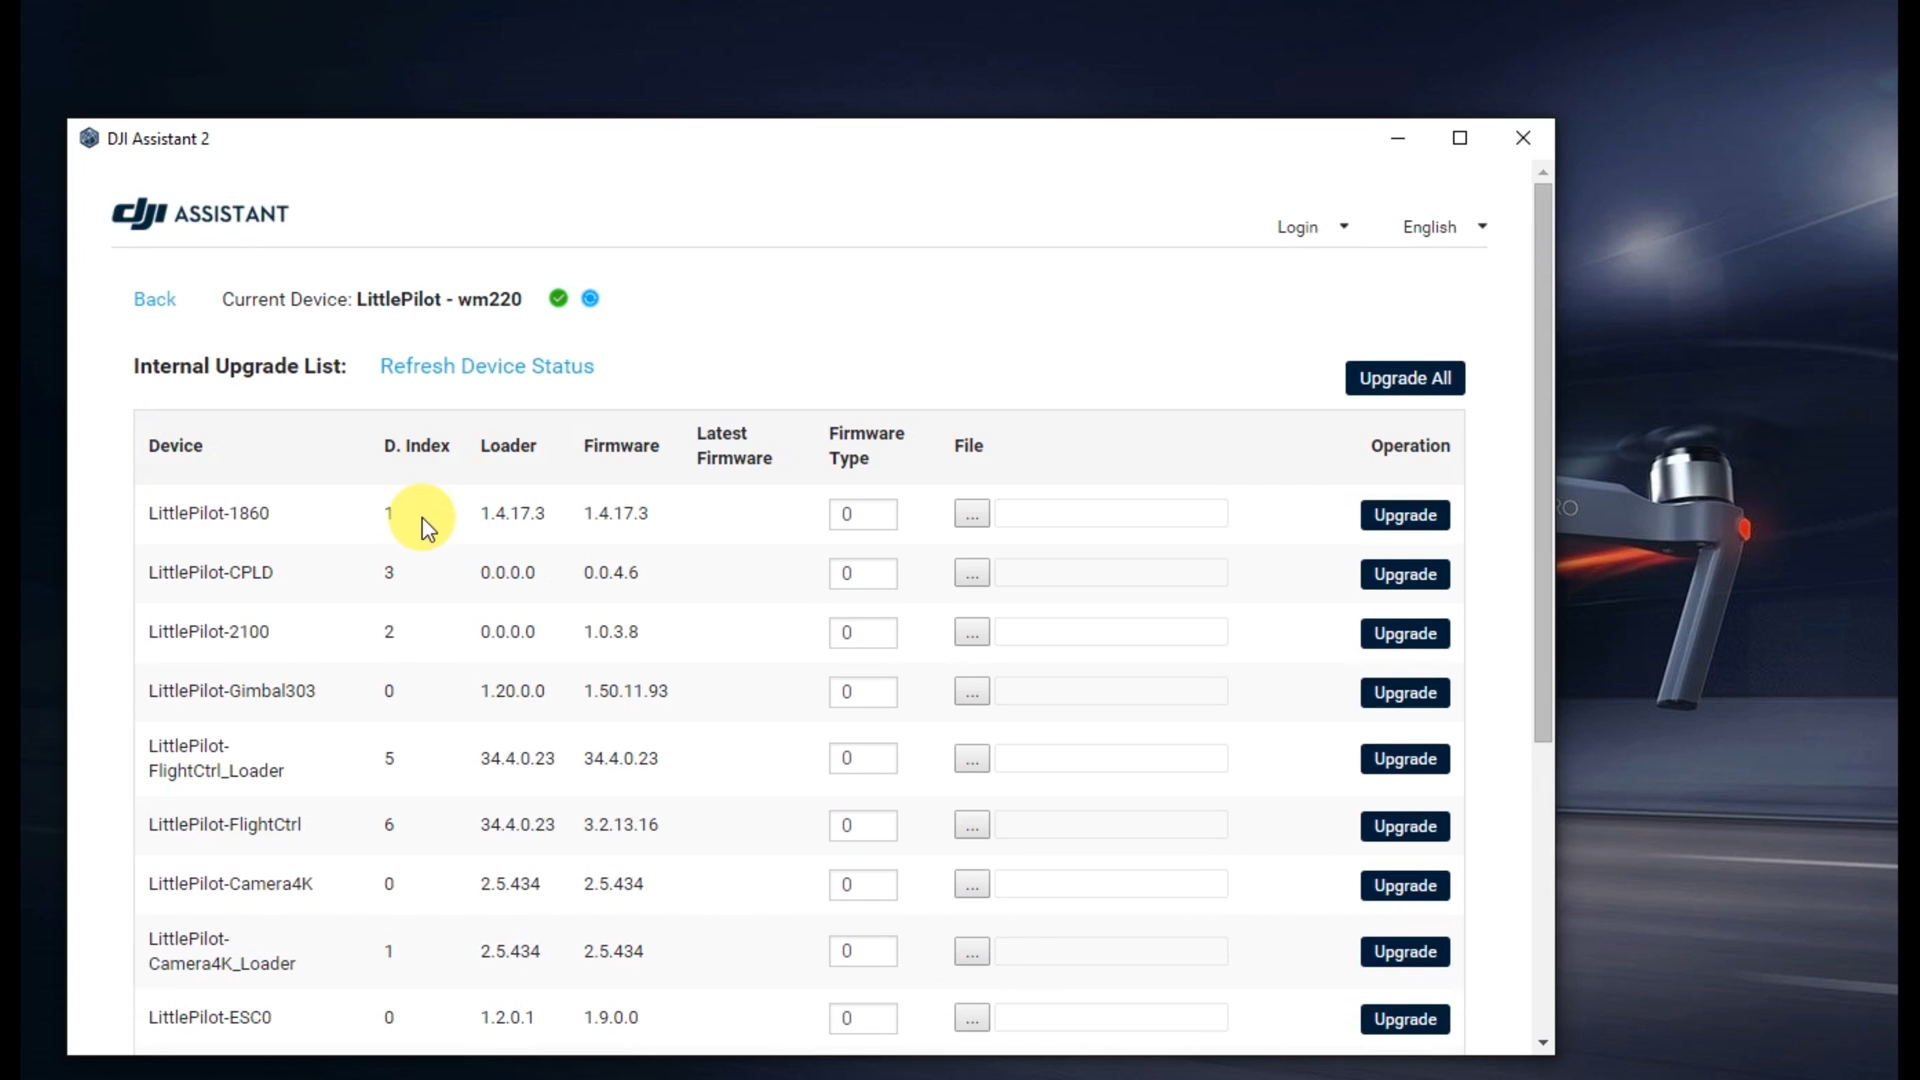 DJI Assistant 2
dji ASSISTANT
Login English
Back Current Device: LittlePilot - wm220
Internal Upgrade List: Refresh Device Status
Upgrade All
Device D. Index Loader Firmware Latest Firmware Firmware Type File Operation
LittlePilot-1860 1 1.4.17.3 1.4.17.3 0 ... Upgrade
LittlePilot-CPLD 3 0.0.0.0 0.0.4.6 0 ... Upgrade
LittlePilot-2100 2 0.0.0.0 1.0.3.8 0 ... Upgrade
LittlePilot-Gimbal303 0 1.20.0.0 1.50.11.93 0 ... Upgrade
LittlePilot-
FlightCtrl_Loader 5 34.4.0.23 34.4.0.23 0 ... Upgrade
LittlePilot-FlightCtrl 6 34.4.0.23 3.2.13.16 0 ... Upgrade
LittlePilot-Camera4K 0 2.5.434 2.5.434 0 ... Upgrade
LittlePilot-
Camera4K_Loader 1 2.5.434 2.5.434 0 ... Upgrade
LittlePilot-ESC0 0 1.2.0.1 1.9.0.0 0 ... Upgrade